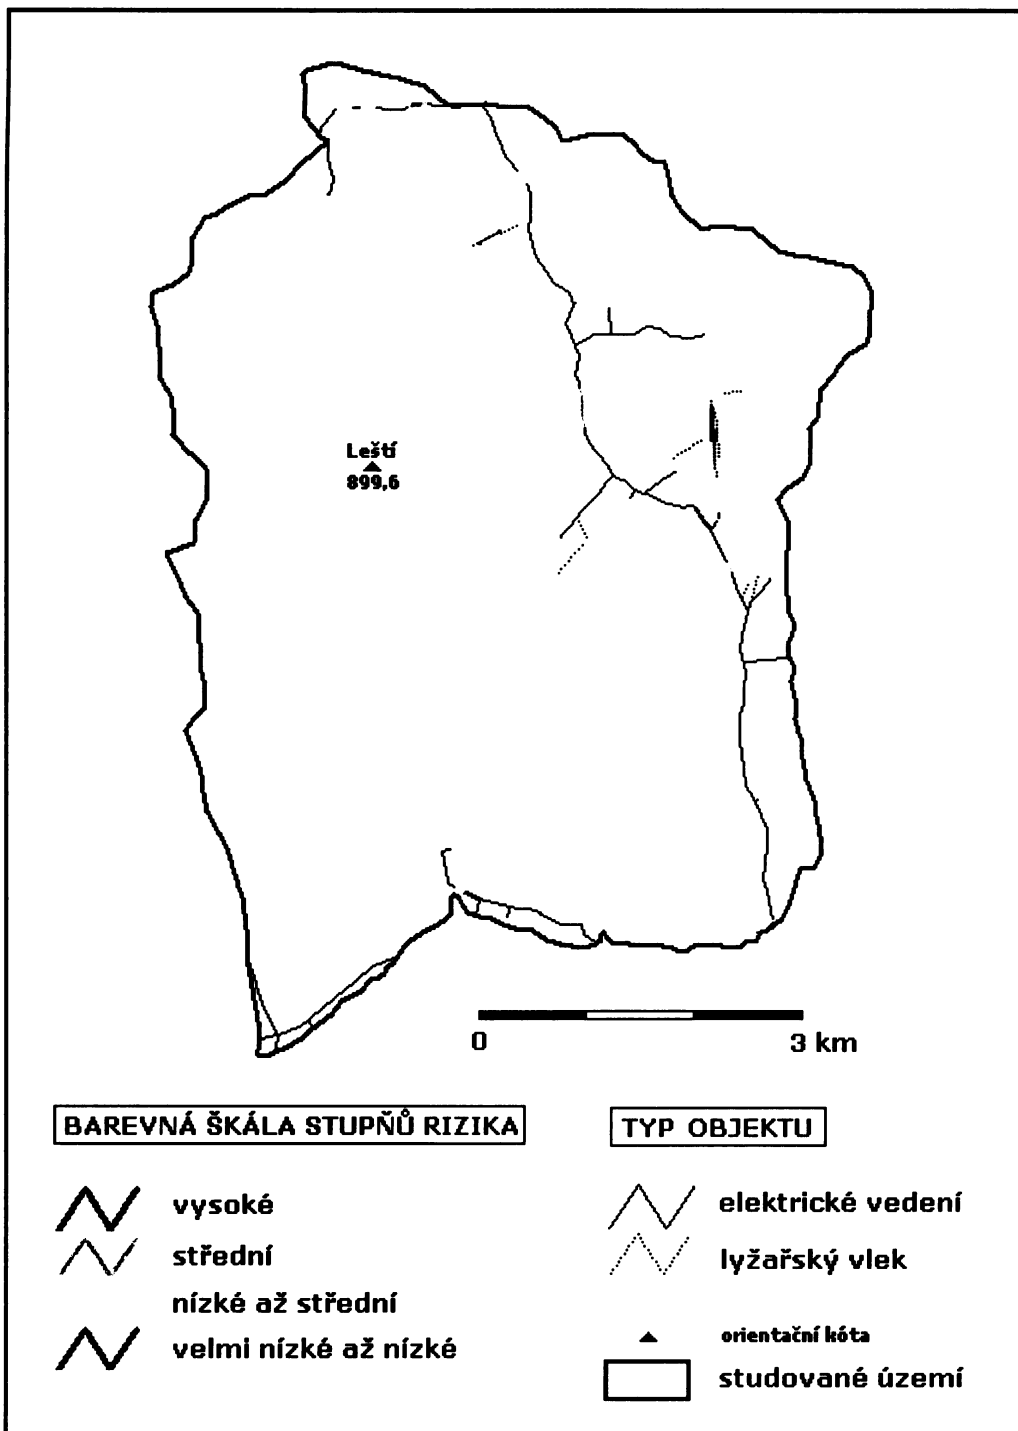 Leští
899,6
0 3 km
BAREVNÁ ŠKÁLA STUPŇŮ RIZIKA
vysoké
střední
nízké až střední
velmi nízké až nízké
TYP OBJEKTU
elektrické vedení
lyžařský vlek
orientační kóta
studované území